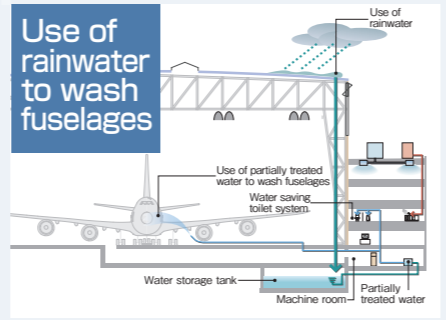 Use of
rainwater
to wash
fuselages
Use of
rainwater
Use of partially treated
water to wash fuselages
Water saving
toilet system
Water storage tank
Machine room
Partially
treated water